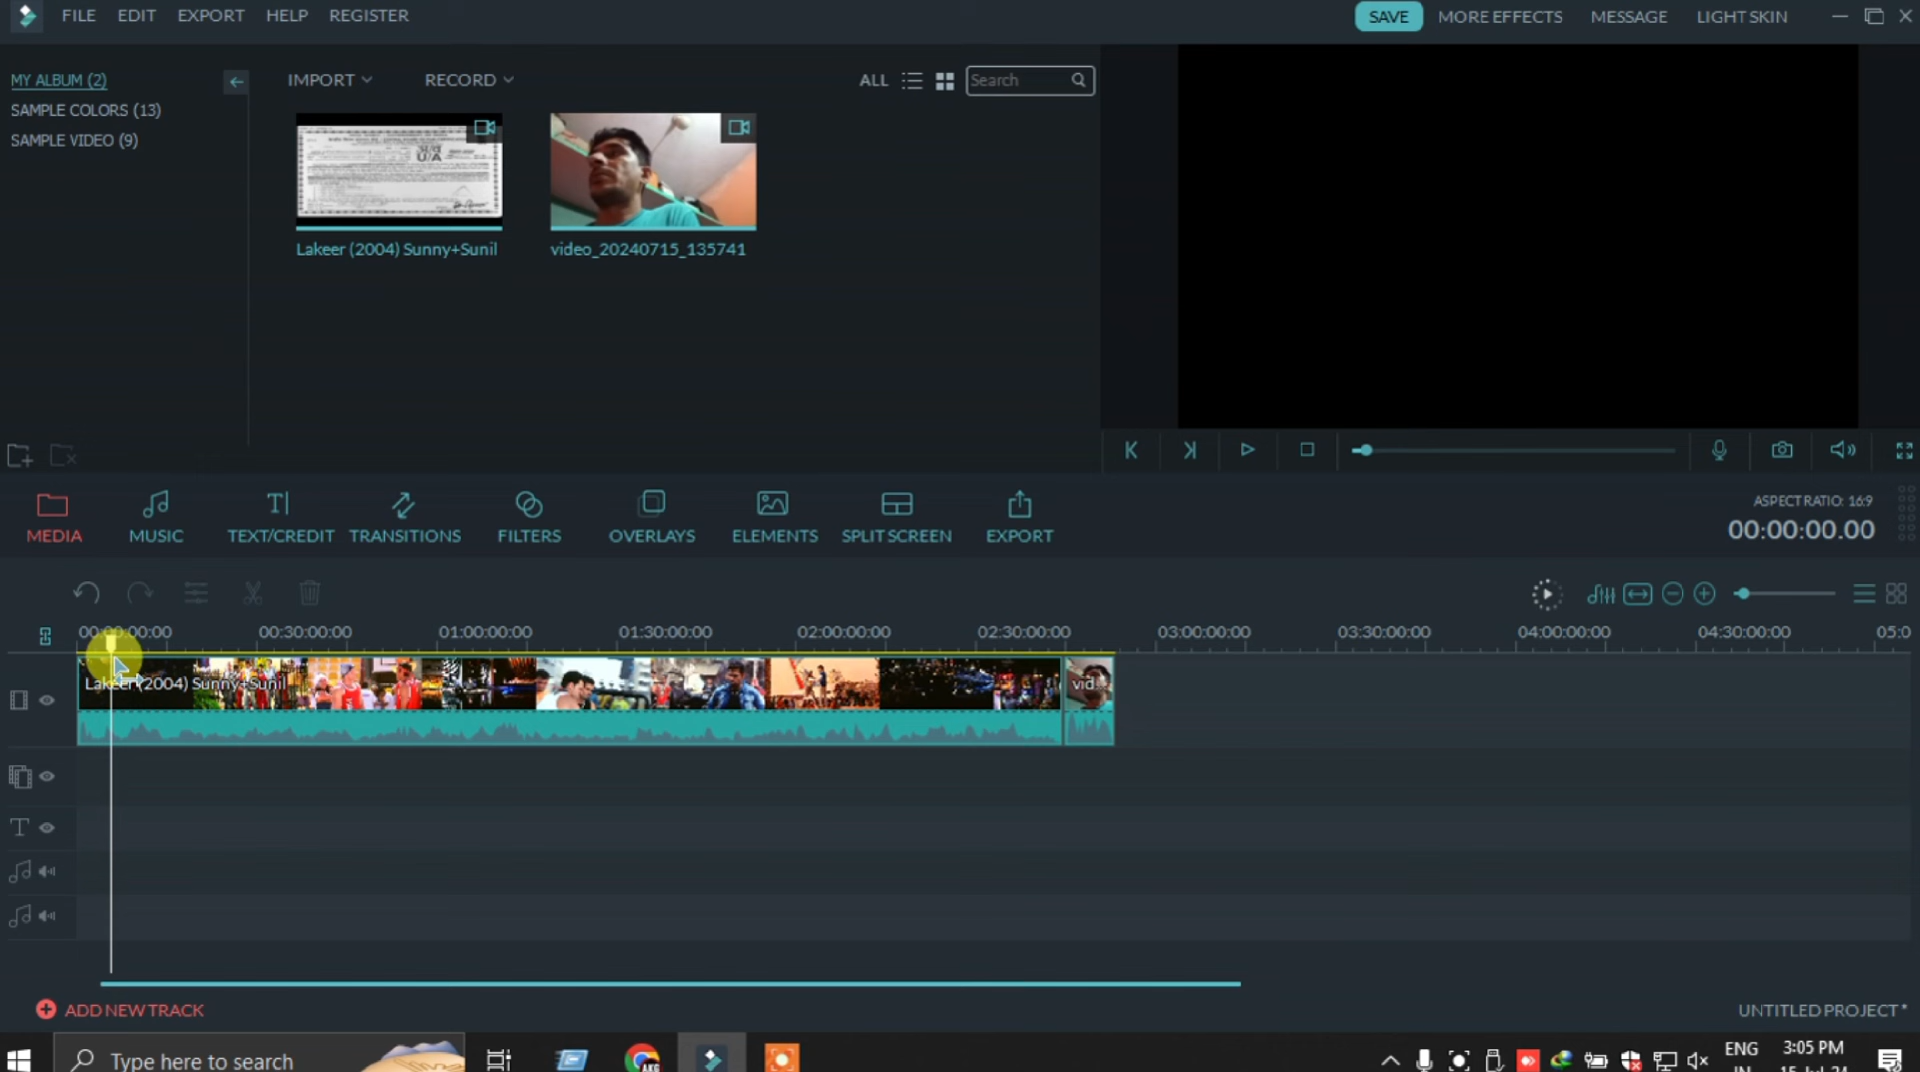 FILE EDIT EXPORT HELP REGISTER
SAVE MORE EFFECTS MESSAGE LIGHT SKIN
MY ALBUM (2)
SAMPLE COLORS (13)
SAMPLE VIDEO (9)
IMPORT RECORD ALL Search
U/A
Lakeer (2004) Sunny+Sunil video_20240715_135741
MEDIA MUSIC TEXT/CREDIT TRANSITIONS FILTERS OVERLAYS ELEMENTS SPLIT SCREEN EXPORT
ASPECT RATIO: 16:9
00:00:00.00
00:00:00:00 00:30:00:00 01:00:00:00 01:30:00:00 02:00:00:00 02:30:00:00 03:00:00:00 03:30:00:00 04:00:00:00 04:30:00:00 05:0
Lakeer (2004) Sunny+Sunil
vid...
ADD NEW TRACK
UNTITLED PROJECT *
Type here to search
ENG
3:05 PM